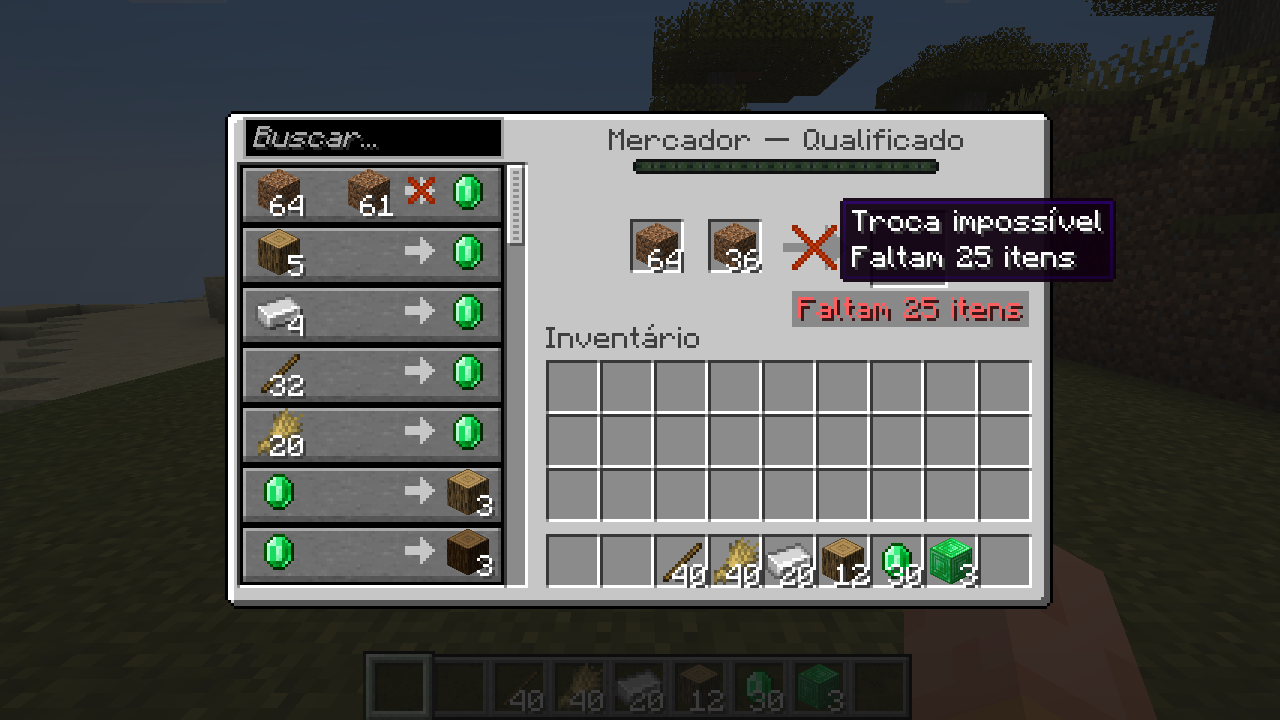 Buscar...
Mercador — Qualificado
64 61
5
4
32
20
3
3
64 36
Troca impossível
Faltam 25 itens
Faltam 25 itens
Inventário
40 40 20 12 30 3
40 40 20 12 30 3